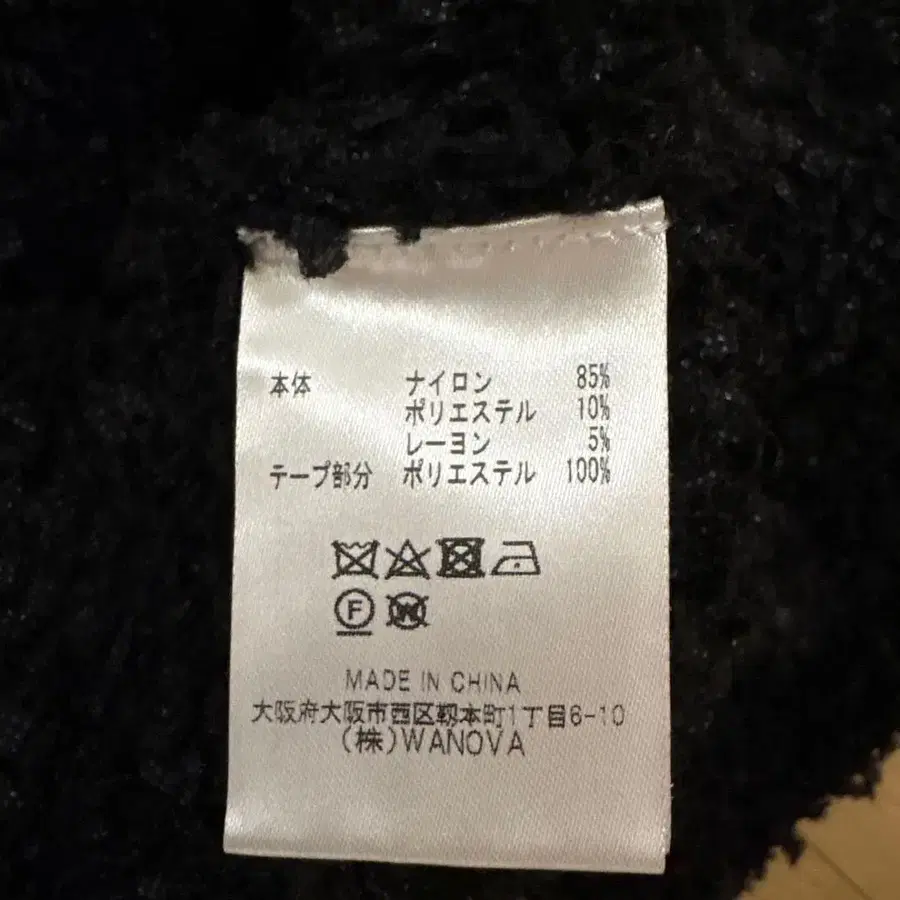 本体 ナイロン 85%
ポリエステル 10%
レーヨン 5%
テープ部分 ポリエステル 100%
F
W
MADE IN CHINA
大阪府大阪市西区靱本町1丁目6-10
(株)WANOVA